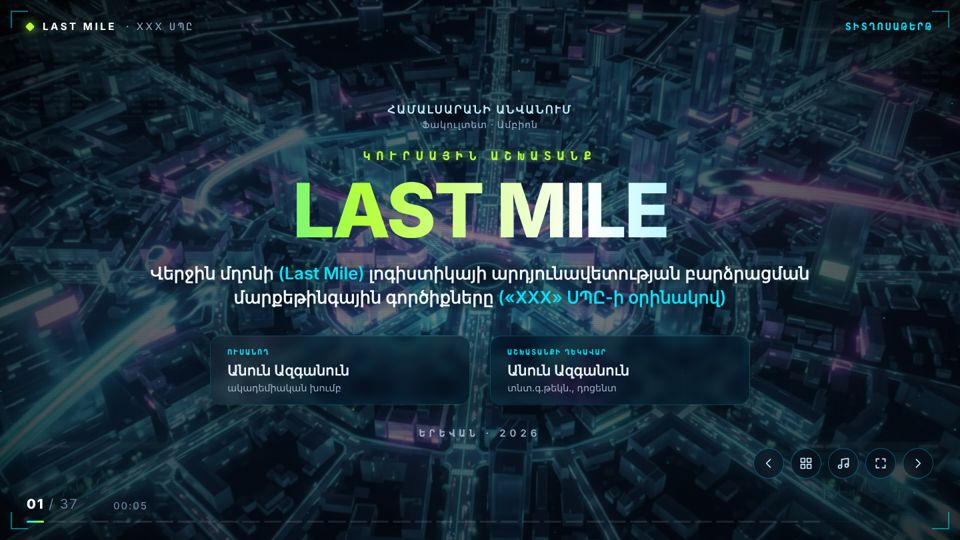 LAST MILE · XXX ՍՊԸ
ՏԻՏՂՈՍԱԹԵՐԹ
ՀԱՄԱԼՍԱՐԱՆԻ ԱՆՎԱՆՈՒՄ
Ֆակուլտետ · Ամբիոն
ԿՈՒՐՍԱՅԻՆ ԱՇԽԱՏԱՆՔ
LAST MILE
Վերջին մղոնի (Last Mile) լոգիստիկայի արդյունավետության բարձրացման
մարքեթինգային գործիքները («XXX» ՍՊԸ-ի օրինակով)
ՈՒՍԱՆՈՂ
Անուն Ազգանուն
ակադեմիական խումբ
ԱՇԽԱՏԱՆՔԻ ՂԵԿԱՎԱՐ
Անուն Ազգանուն
տնտ.գ.թեկն., դոցենտ
ԵՐԵՎԱՆ · 2026
01 / 37
00:05